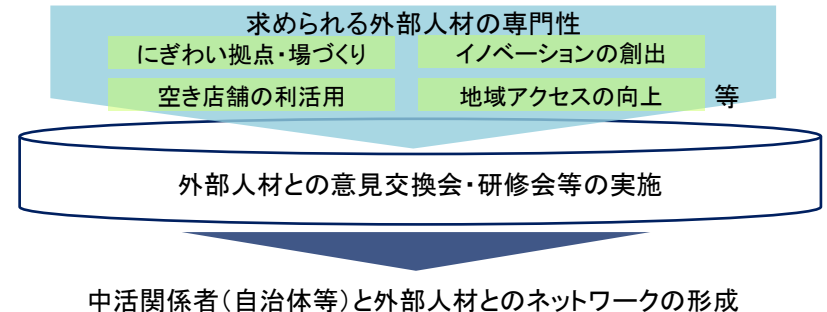 求められる外部人材の専門性
にぎわい拠点・場づくり
イノベーションの創出
空き店舗の利活用
地域アクセスの向上
等
外部人材との意見交換会・研修会等の実施
中活関係者(自治体等)と外部人材とのネットワークの形成